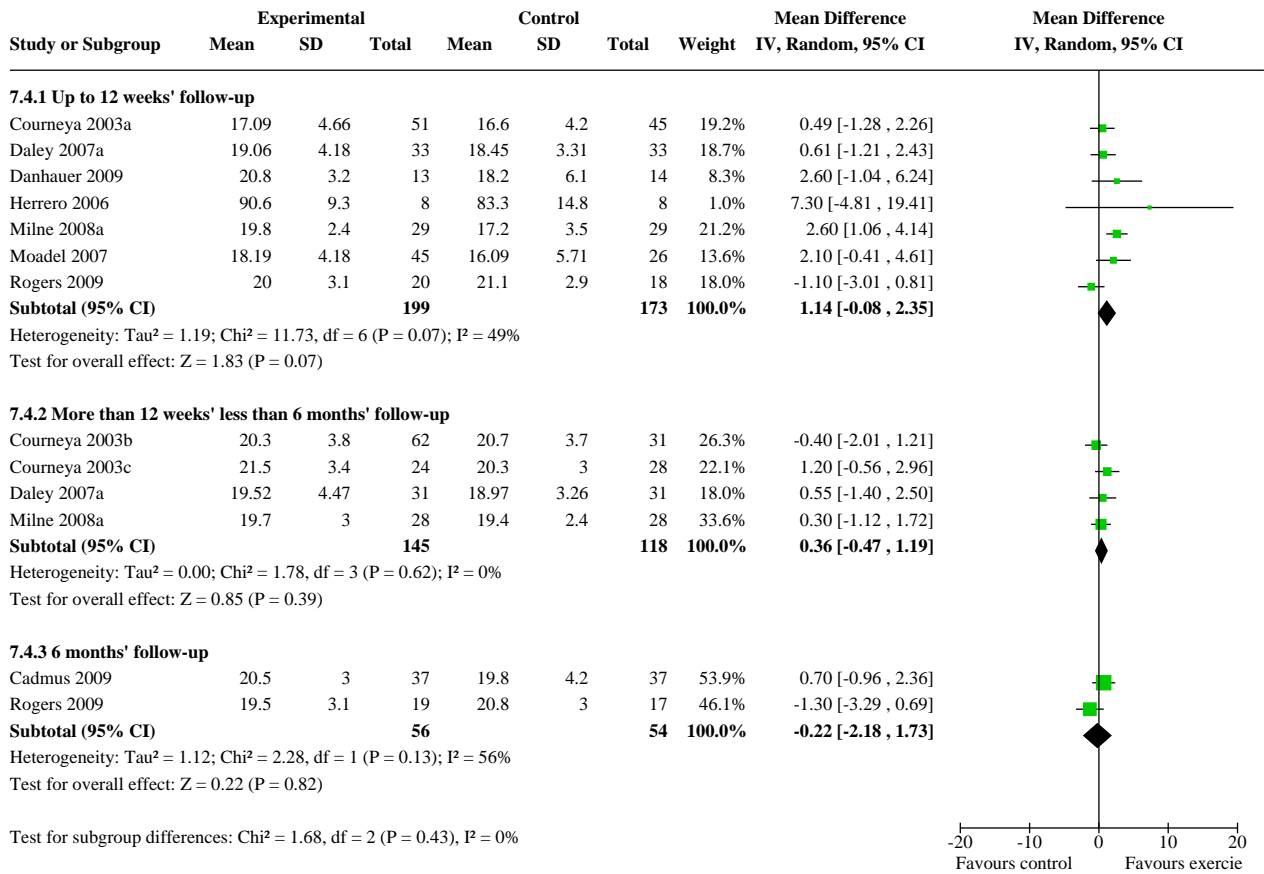 Experimental Control Mean Difference Mean Difference
Study or Subgroup Mean SD Total Mean SD Total Weight IV, Random, 95% CI IV, Random, 95% CI
7.4.1 Up to 12 weeks' follow-up
Courneya 2003a 17.09 4.66 51 16.6 4.2 45 19.2% 0.49 [-1.28 , 2.26]
Daley 2007a 19.06 4.18 33 18.45 3.31 33 18.7% 0.61 [-1.21 , 2.43]
Danhauer 2009 20.8 3.2 13 18.2 6.1 14 8.3% 2.60 [-1.04 , 6.24]
Herrero 2006 90.6 9.3 8 83.3 14.8 8 1.0% 7.30 [-4.81 , 19.41]
Milne 2008a 19.8 2.4 29 17.2 3.5 29 21.2% 2.60 [1.06 , 4.14]
Moadel 2007 18.19 4.18 45 16.09 5.71 26 13.6% 2.10 [-0.41 , 4.61]
Rogers 2009 20 3.1 20 21.1 2.9 18 18.0% -1.10 [-3.01 , 0.81]
Subtotal (95% CI) 199 173 100.0% 1.14 [-0.08 , 2.35]
Heterogeneity: Tau² = 1.19; Chi² = 11.73, df = 6 (P = 0.07); I² = 49%
Test for overall effect: Z = 1.83 (P = 0.07)
7.4.2 More than 12 weeks' less than 6 months' follow-up
Courneya 2003b 20.3 3.8 62 20.7 3.7 31 26.3% -0.40 [-2.01 , 1.21]
Courneya 2003c 21.5 3.4 24 20.3 3 28 22.1% 1.20 [-0.56 , 2.96]
Daley 2007a 19.52 4.47 31 18.97 3.26 31 18.0% 0.55 [-1.40 , 2.50]
Milne 2008a 19.7 3 28 19.4 2.4 28 33.6% 0.30 [-1.12 , 1.72]
Subtotal (95% CI) 145 118 100.0% 0.36 [-0.47 , 1.19]
Heterogeneity: Tau² = 0.00; Chi² = 1.78, df = 3 (P = 0.62); I² = 0%
Test for overall effect: Z = 0.85 (P = 0.39)
7.4.3 6 months' follow-up
Cadmus 2009 20.5 3 37 19.8 4.2 37 53.9% 0.70 [-0.96 , 2.36]
Rogers 2009 19.5 3.1 19 20.8 3 17 46.1% -1.30 [-3.29 , 0.69]
Subtotal (95% CI) 56 54 100.0% -0.22 [-2.18 , 1.73]
Heterogeneity: Tau² = 1.12; Chi² = 2.28, df = 1 (P = 0.13); I² = 56%
Test for overall effect: Z = 0.22 (P = 0.82)
Test for subgroup differences: Chi² = 1.68, df = 2 (P = 0.43), I² = 0%
-20 -10 0 10 20
Favours control Favours exercie